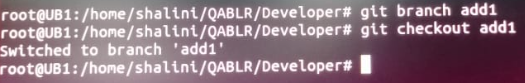 root@UB1:/home/shalini/QABLR/Developer# git branch add1
root@UB1:/home/shalini/QABLR/Developer# git checkout add1
Switched to branch 'add1'
root@UB1:/home/shalini/QABLR/Developer#